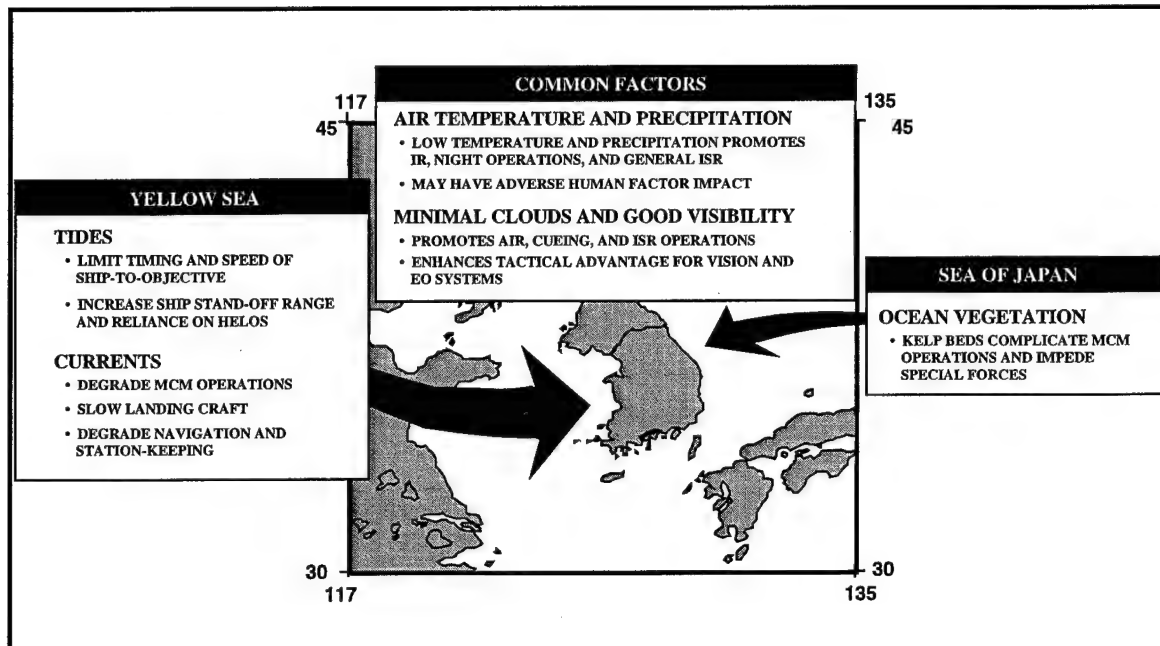 COMMON FACTORS
AIR TEMPERATURE AND PRECIPITATION
• LOW TEMPERATURE AND PRECIPITATION PROMOTES
IR, NIGHT OPERATIONS, AND GENERAL ISR
• MAY HAVE ADVERSE HUMAN FACTOR IMPACT
MINIMAL CLOUDS AND GOOD VISIBILITY
• PROMOTES AIR, CUEING, AND ISR OPERATIONS
• ENHANCES TACTICAL ADVANTAGE FOR VISION AND
EO SYSTEMS
117
45
135
45
YELLOW SEA
TIDES
• LIMIT TIMING AND SPEED OF
SHIP-TO-OBJECTIVE
• INCREASE SHIP STAND-OFF RANGE
AND RELIANCE ON HELOS
CURRENTS
• DEGRADE MCM OPERATIONS
• SLOW LANDING CRAFT
• DEGRADE NAVIGATION AND
STATION-KEEPING
SEA OF JAPAN
OCEAN VEGETATION
• KELP BEDS COMPLICATE MCM
OPERATIONS AND IMPEDE
SPECIAL FORCES
30
117
30
135